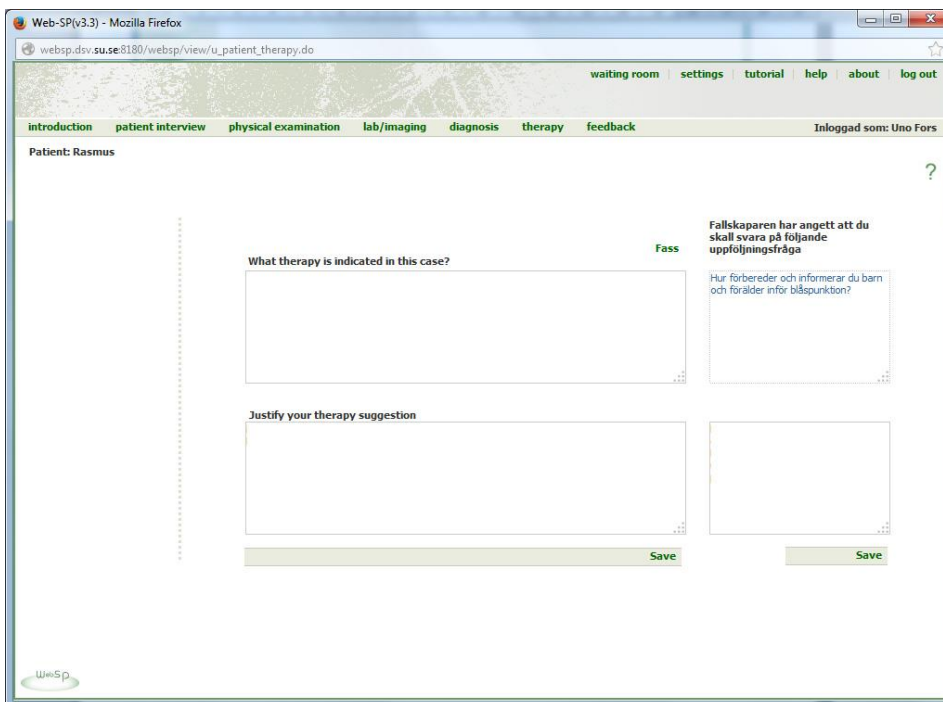 Web-SP(v3.3) - Mozilla Firefox
websp.dsv.su.se:8180/websp/view/u_patient_therapy.do
waiting room settings tutorial help about log out
introduction patient interview physical examination lab/imaging diagnosis therapy feedback Inloggad som: Uno Fors
Patient: Rasmus
?
Fass
What therapy is indicated in this case?
Justify your therapy suggestion
Save
Fallskaparen har angett att du
skall svara på följande
uppföljningsfråga
Hur förbereder och informerar du barn
och förälder inför blåspunktion?
Save
WebSp